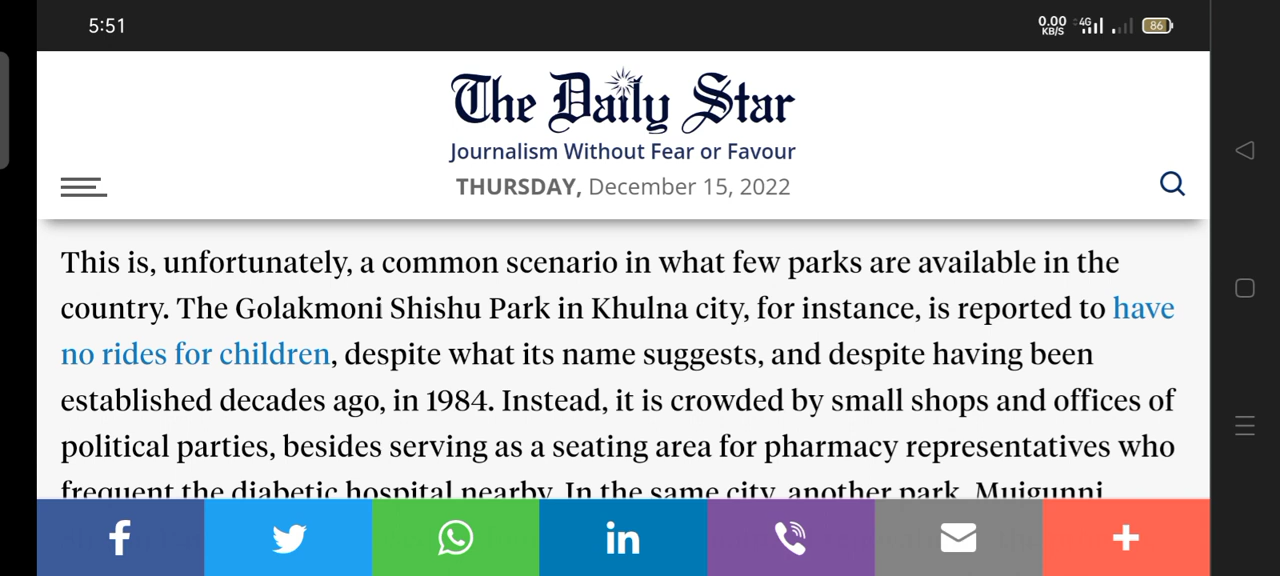 5:51
0.00
KB/S
4G
86
The Daily Star
Journalism Without Fear or Favour
THURSDAY, December 15, 2022
This is, unfortunately, a common scenario in what few parks are available in the
country. The Golakmoni Shishu Park in Khulna city, for instance, is reported to have
no rides for children, despite what its name suggests, and despite having been
established decades ago, in 1984. Instead, it is crowded by small shops and offices of
political parties, besides serving as a seating area for pharmacy representatives who
frequent the diabetic hospital nearby. In the same city, another park, Mujgunni
f
in
+